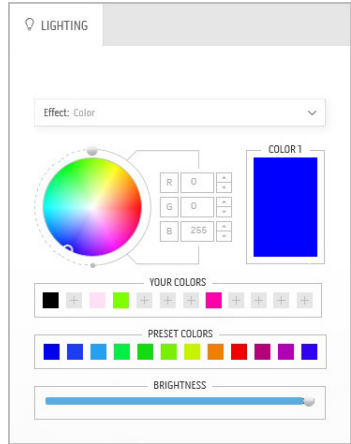 LIGHTING
Effect: Color
COLOR 1
R 0
G 0
B 255
YOUR COLORS
PRESET COLORS
BRIGHTNESS